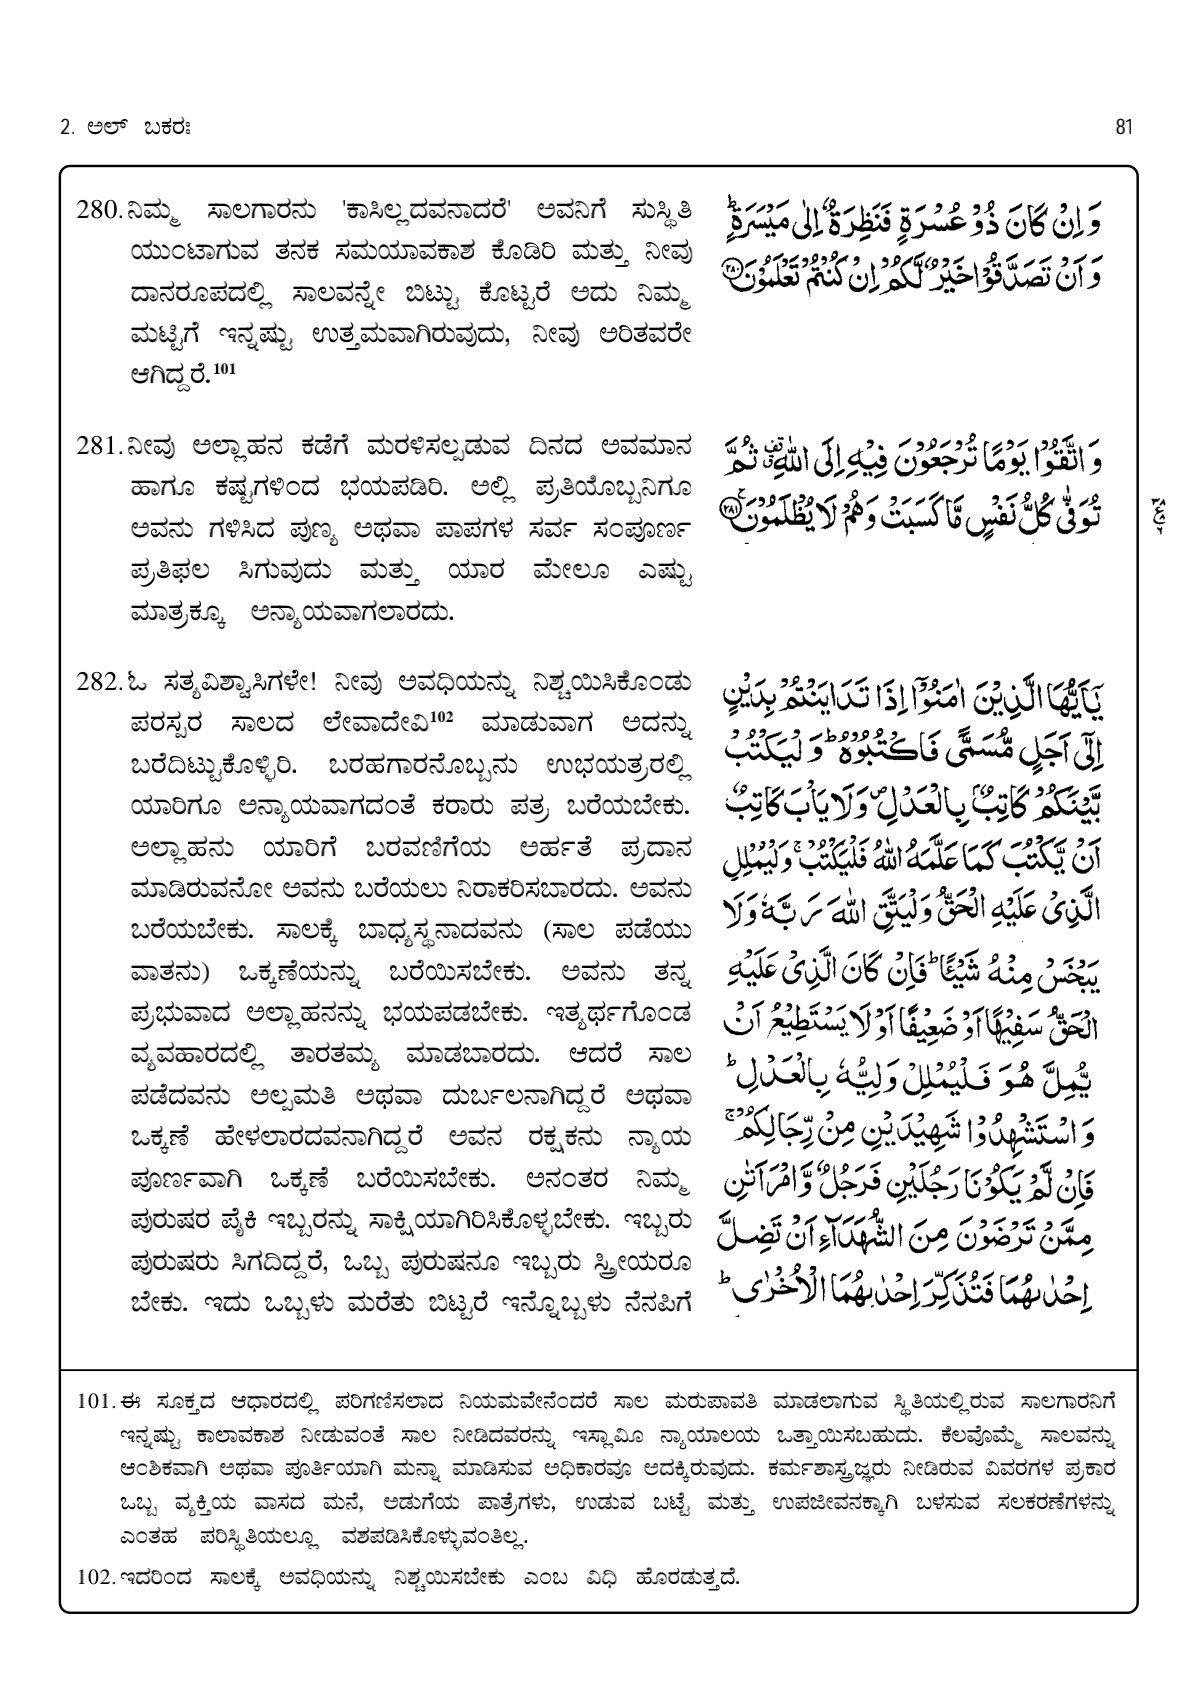 2. ಅಲ್ ಬಕರಃ
81
280. ನಿಮ್ಮ ಸಾಲಗಾರನು 'ಕಾಸಿಲ್ಲದವನಾದರೆ' ಅವನಿಗೆ ಸುಸ್ಥಿತಿ
ಯುಂಟಾಗುವ ತನಕ ಸಮಯಾವಕಾಶ ಕೊಡಿರಿ ಮತ್ತು ನೀವು
ದಾನರೂಪದಲ್ಲಿ ಸಾಲವನ್ನೇ ಬಿಟ್ಟು ಕೊಟ್ಟರೆ ಅದು ನಿಮ್ಮ
ಮಟ್ಟಿಗೆ ಇನ್ನಷ್ಟು ಉತ್ತಮವಾಗಿರುವುದು, ನೀವು ಅರಿತವರೇ
ಆಗಿದ್ದರೆ.101
وَاِنْ كَانَ ذُوْ عُسْرَةٍ فَنَظِرَةٌ اِلٰى مَيْسَرَةٍ ؕ
وَاَنْ تَصَدَّقُوْا خَيْرٌ لَّكُمْ اِنْ كُنْتُمْ تَعْلَمُوْنَ ﴿۲۸۰﴾
281. ನೀವು ಅಲ್ಲಾಹನ ಕಡೆಗೆ ಮರಳಿಸಲ್ಪಡುವ ದಿನದ ಅವಮಾನ
ಹಾಗೂ ಕಷ್ಟಗಳಿಂದ ಭಯಪಡಿರಿ. ಅಲ್ಲಿ ಪ್ರತಿಯೊಬ್ಬನಿಗೂ
ಅವನು ಗಳಿಸಿದ ಪುಣ್ಯ ಅಥವಾ ಪಾಪಗಳ ಸರ್ವ ಸಂಪೂರ್ಣ
ಪ್ರತಿಫಲ ಸಿಗುವುದು ಮತ್ತು ಯಾರ ಮೇಲೂ ಎಷ್ಟು
ಮಾತ್ರಕ್ಕೂ ಅನ್ಯಾಯವಾಗಲಾರದು.
وَاتَّقُوْا يَوْمًا تُرْجَعُوْنَ فِيْهِ اِلَى اللّٰهِ ۗ ثُمَّ
تُوَفّٰى كُلُّ نَفْسٍ مَّا كَسَبَتْ وَهُمْ لَا يُظْلَمُوْنَ ﴿۲۸۱﴾
282. ಓ ಸತ್ಯವಿಶ್ವಾಸಿಗಳೇ! ನೀವು ಅವಧಿಯನ್ನು ನಿಶ್ಚಯಿಸಿಕೊಂಡು
ಪರಸ್ಪರ ಸಾಲದ ಲೇವಾದೇವಿ102 ಮಾಡುವಾಗ ಅದನ್ನು
ಬರೆದಿಟ್ಟುಕೊಳ್ಳಿರಿ. ಬರಹಗಾರನೊಬ್ಬನು ಉಭಯತ್ರರಲ್ಲಿ
ಯಾರಿಗೂ ಅನ್ಯಾಯವಾಗದಂತೆ ಕರಾರು ಪತ್ರ ಬರೆಯಬೇಕು.
ಅಲ್ಲಾಹನು ಯಾರಿಗೆ ಬರವಣಿಗೆಯ ಅರ್ಹತೆ ಪ್ರದಾನ
ಮಾಡಿರುವನೋ ಅವನು ಬರೆಯಲು ನಿರಾಕರಿಸಬಾರದು. ಅವನು
ಬರೆಯಬೇಕು. ಸಾಲಕ್ಕೆ ಬಾಧ್ಯಸ್ಥನಾದವನು (ಸಾಲ ಪಡೆಯು
ವಾತನು) ಒಕ್ಕಣೆಯನ್ನು ಬರೆಯಿಸಬೇಕು. ಅವನು ತನ್ನ
ಪ್ರಭುವಾದ ಅಲ್ಲಾಹನನ್ನು ಭಯಪಡಬೇಕು. ಇತ್ಯರ್ಥಗೊಂಡ
ವ್ಯವಹಾರದಲ್ಲಿ ತಾರತಮ್ಯ ಮಾಡಬಾರದು. ಆದರೆ ಸಾಲ
ಪಡೆದವನು ಅಲ್ಪಮತಿ ಅಥವಾ ದುರ್ಬಲನಾಗಿದ್ದರೆ ಅಥವಾ
ಒಕ್ಕಣೆ ಹೇಳಲಾರದವನಾಗಿದ್ದರೆ ಅವನ ರಕ್ಷಕನು ನ್ಯಾಯ
ಪೂರ್ಣವಾಗಿ ಒಕ್ಕಣೆ ಬರೆಯಿಸಬೇಕು. ಅನಂತರ ನಿಮ್ಮ
ಪುರುಷರ ಪೈಕಿ ಇಬ್ಬರನ್ನು ಸಾಕ್ಷಿಯಾಗಿರಿಸಿಕೊಳ್ಳಬೇಕು. ಇಬ್ಬರು
ಪುರುಷರು ಸಿಗದಿದ್ದರೆ, ಒಬ್ಬ ಪುರುಷನೂ ಇಬ್ಬರು ಸ್ತ್ರೀಯರೂ
ಬೇಕು. ಇದು ಒಬ್ಬಳು ಮರೆತು ಬಿಟ್ಟರೆ ಇನ್ನೊಬ್ಬಳು ನೆನಪಿಗೆ
يٰۤاَيُّهَا الَّذِيْنَ اٰمَنُوْۤا اِذَا تَدَايَنْتُمْ بِدَيْنٍ
اِلٰۤى اَجَلٍ مُّسَمًّى فَاكْتُبُوْهُ ؕ وَلْيَكْتُبْ
بَّيْنَكُمْ كَاتِبٌۢ بِالْعَدْلِ ۪ وَلَا يَاْبَ كَاتِبٌ
اَنْ يَّكْتُبَ كَمَا عَلَّمَهُ اللّٰهُ فَلْيَكْتُبْ ۚ وَلْيُمْلِلِ
الَّذِيْ عَلَيْهِ الْحَقُّ وَلْيَتَّقِ اللّٰهَ رَبَّهٗ وَلَا
يَبْخَسْ مِنْهُ شَيْـًٔا ؕ فَاِنْ كَانَ الَّذِيْ عَلَيْهِ
الْحَقُّ سَفِيْهًا اَوْ ضَعِيْفًا اَوْ لَا يَسْتَطِيْعُ اَنْ
يُّمِلَّ هُوَ فَلْيُمْلِلْ وَلِيُّهٗ بِالْعَدْلِ ؕ
وَاسْتَشْهِدُوْا شَهِيْدَيْنِ مِنْ رِّجَالِكُمْ ۚ
فَاِنْ لَّمْ يَكُوْنَا رَجُلَيْنِ فَرَجُلٌ وَّامْرَاَتٰنِ
مِمَّنْ تَرْضَوْنَ مِنَ الشُّهَدَآءِ اَنْ تَضِلَّ
اِحْدٰىهُمَا فَتُذَكِّرَ اِحْدٰىهُمَا الْاُخْرٰى ؕ
101. ಈ ಸೂಕ್ತದ ಆಧಾರದಲ್ಲಿ ಪರಿಗಣಿಸಲಾದ ನಿಯಮವೇನೆಂದರೆ ಸಾಲ ಮರುಪಾವತಿ ಮಾಡಲಾಗುವ ಸ್ಥಿತಿಯಲ್ಲಿರುವ ಸಾಲಗಾರನಿಗೆ
ಇನ್ನಷ್ಟು ಕಾಲಾವಕಾಶ ನೀಡುವಂತೆ ಸಾಲ ನೀಡಿದವರನ್ನು ಇಸ್ಲಾಮೀ ನ್ಯಾಯಾಲಯ ಒತ್ತಾಯಿಸಬಹುದು. ಕೆಲವೊಮ್ಮೆ ಸಾಲವನ್ನು
ಆಂಶಿಕವಾಗಿ ಅಥವಾ ಪೂರ್ತಿಯಾಗಿ ಮನ್ನಾ ಮಾಡಿಸುವ ಅಧಿಕಾರವೂ ಅದಕ್ಕಿರುವುದು. ಕರ್ಮಶಾಸ್ತ್ರಜ್ಞರು ನೀಡಿರುವ ವಿವರಗಳ ಪ್ರಕಾರ
ಒಬ್ಬ ವ್ಯಕ್ತಿಯ ವಾಸದ ಮನೆ, ಅಡುಗೆಯ ಪಾತ್ರೆಗಳು, ಉಡುವ ಬಟ್ಟೆ ಮತ್ತು ಉಪಜೀವನಕ್ಕಾಗಿ ಬಳಸುವ ಸಲಕರಣೆಗಳನ್ನು
ಎಂತಹ ಪರಿಸ್ಥಿತಿಯಲ್ಲೂ ವಶಪಡಿಸಿಕೊಳ್ಳುವಂತಿಲ್ಲ.
102. ಇದರಿಂದ ಸಾಲಕ್ಕೆ ಅವಧಿಯನ್ನು ನಿಶ್ಚಯಿಸಬೇಕು ಎಂಬ ವಿಧಿ ಹೊರಡುತ್ತದೆ.